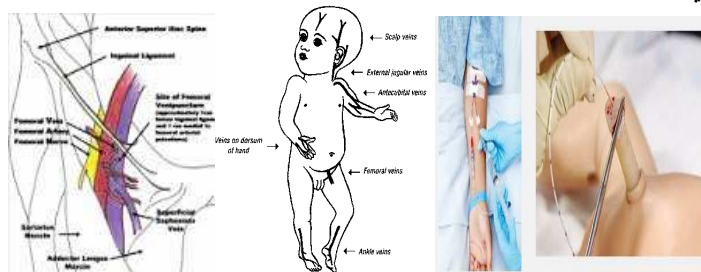 Anterior Superior Iliac Spine
Inguinal Ligament
Site of Femoral
Venipuncture
Femoral Vein
Femoral Artery
Femoral Nerve
Superficial
Saphenous
Vein
Sartorius
Muscle
Adductor Longus
Muscle
Scalp veins
External jugular veins
Antecubital veins
Veins on dorsum
of hand
Femoral veins
Ankle veins